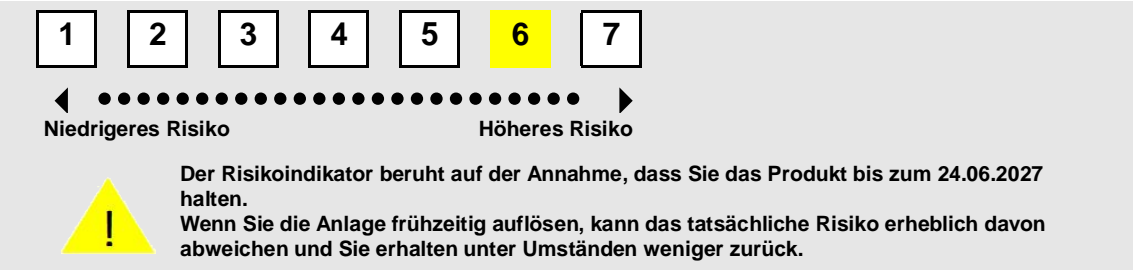 1 2 3 4 5 6 7
Niedrigeres Risiko Höheres Risiko
Der Risikoindikator beruht auf der Annahme, dass Sie das Produkt bis zum 24.06.2027
halten.
Wenn Sie die Anlage frühzeitig auflösen, kann das tatsächliche Risiko erheblich davon
abweichen und Sie erhalten unter Umständen weniger zurück.
!